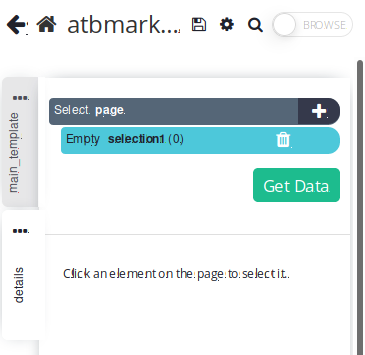 atbmark... BROWSE
Select page
Empty selection1 (0)
Get Data
Click an element on the page to select it.
main_template
details